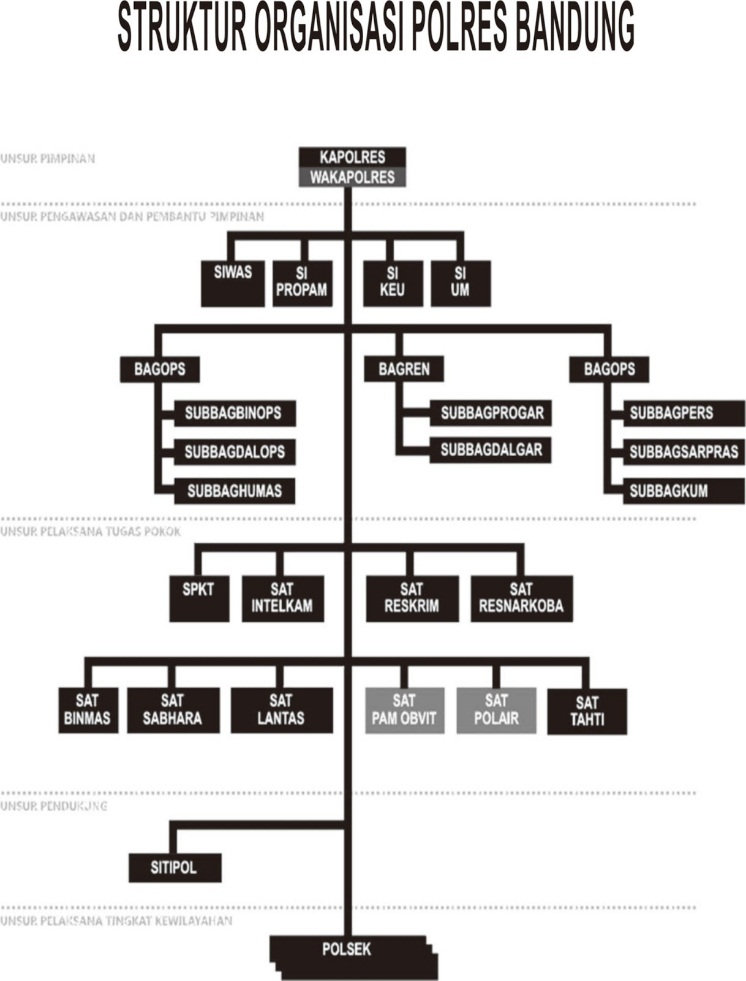 STRUKTUR ORGANISASI POLRES BANDUNG
UNSUR PIMPINAN
KAPOLRES
WAKAPOLRES
UNSUR PENGAWASAN DAN PEMBANTU PIMPINAN
SIWAS
SI
PROPAM
SI
KEU
SI
UM
BAGOPS
SUBBAGBINOPS
SUBBAGDALOPS
SUBBAGHUMAS
BAGREN
SUBBAGPROGAR
SUBBAGDALGAR
BAGOPS
SUBBAGPERS
SUBBAGSARPRAS
SUBBAGKUM
UNSUR PELAKSANA TUGAS POKOK
SPKT
SAT
INTELKAM
SAT
RESKRIM
SAT
RESNARKOBA
SAT
BINMAS
SAT
SABHARA
SAT
LANTAS
SAT
PAM OBVIT
SAT
POLAIR
SAT
TAHTI
UNSUR PENDUKUNG
SITIPOL
UNSUR PELAKSANA TINGKAT KEWILAYAHAN
POLSEK